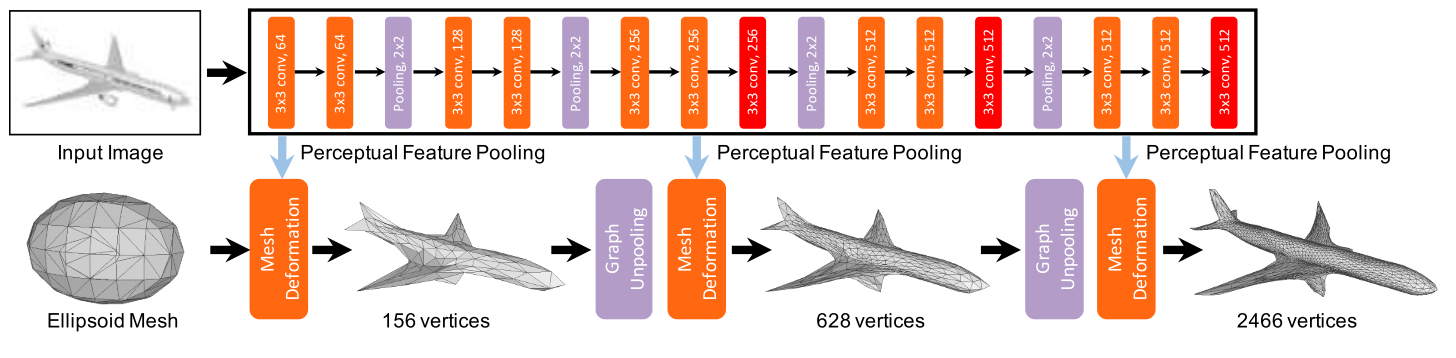 3x3 conv, 64
3x3 conv, 64
Pooling, 2x2
3x3 conv, 128
3x3 conv, 128
Pooling, 2x2
3x3 conv, 256
3x3 conv, 256
3x3 conv, 256
Pooling, 2x2
3x3 conv, 512
3x3 conv, 512
3x3 conv, 512
Pooling, 2x2
3x3 conv, 512
3x3 conv, 512
3x3 conv, 512
Input Image
Perceptual Feature Pooling
Perceptual Feature Pooling
Perceptual Feature Pooling
Mesh
Deformation
Graph
Unpooling
Mesh
Deformation
Graph
Unpooling
Mesh
Deformation
Ellipsoid Mesh
156 vertices
628 vertices
2466 vertices